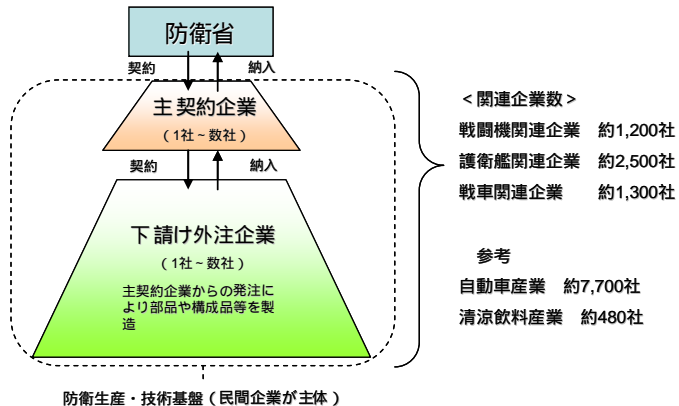 防衛省
契約
納入
主契約企業
（1社～数社）
契約
納入
下請け外注企業
（1社～数社）
主契約企業からの発注に
より部品や構成品等を製
造
防衛生産・技術基盤（民間企業が主体）
＜関連企業数＞
戦闘機関連企業　約1,200社
護衛艦関連企業　約2,500社
戦車関連企業　　約1,300社
参考
自動車産業　約7,700社
清涼飲料産業　約480社